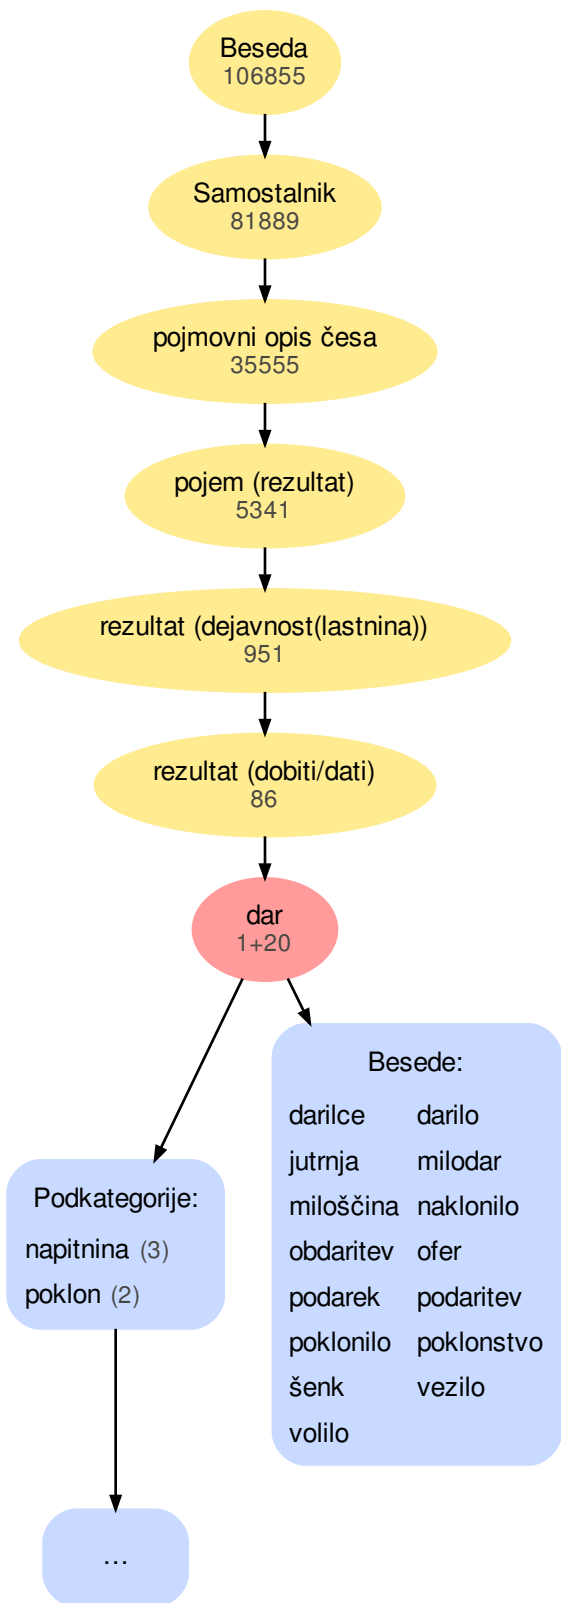 Beseda
106855
Samostalnik
81889
pojmovni opis česa
35555
pojem (rezultat)
5341
rezultat (dejavnost(lastnina))
951
rezultat (dobiti/dati)
86
dar
1+20
Besede:
darilce darilo
jutrnja milodar
miloščina naklonilo
obdaritev ofer
podarek podaritev
poklonilo poklonstvo
šenk vezilo
volilo
Podkategorije:
napitnina (3)
poklon (2)
...